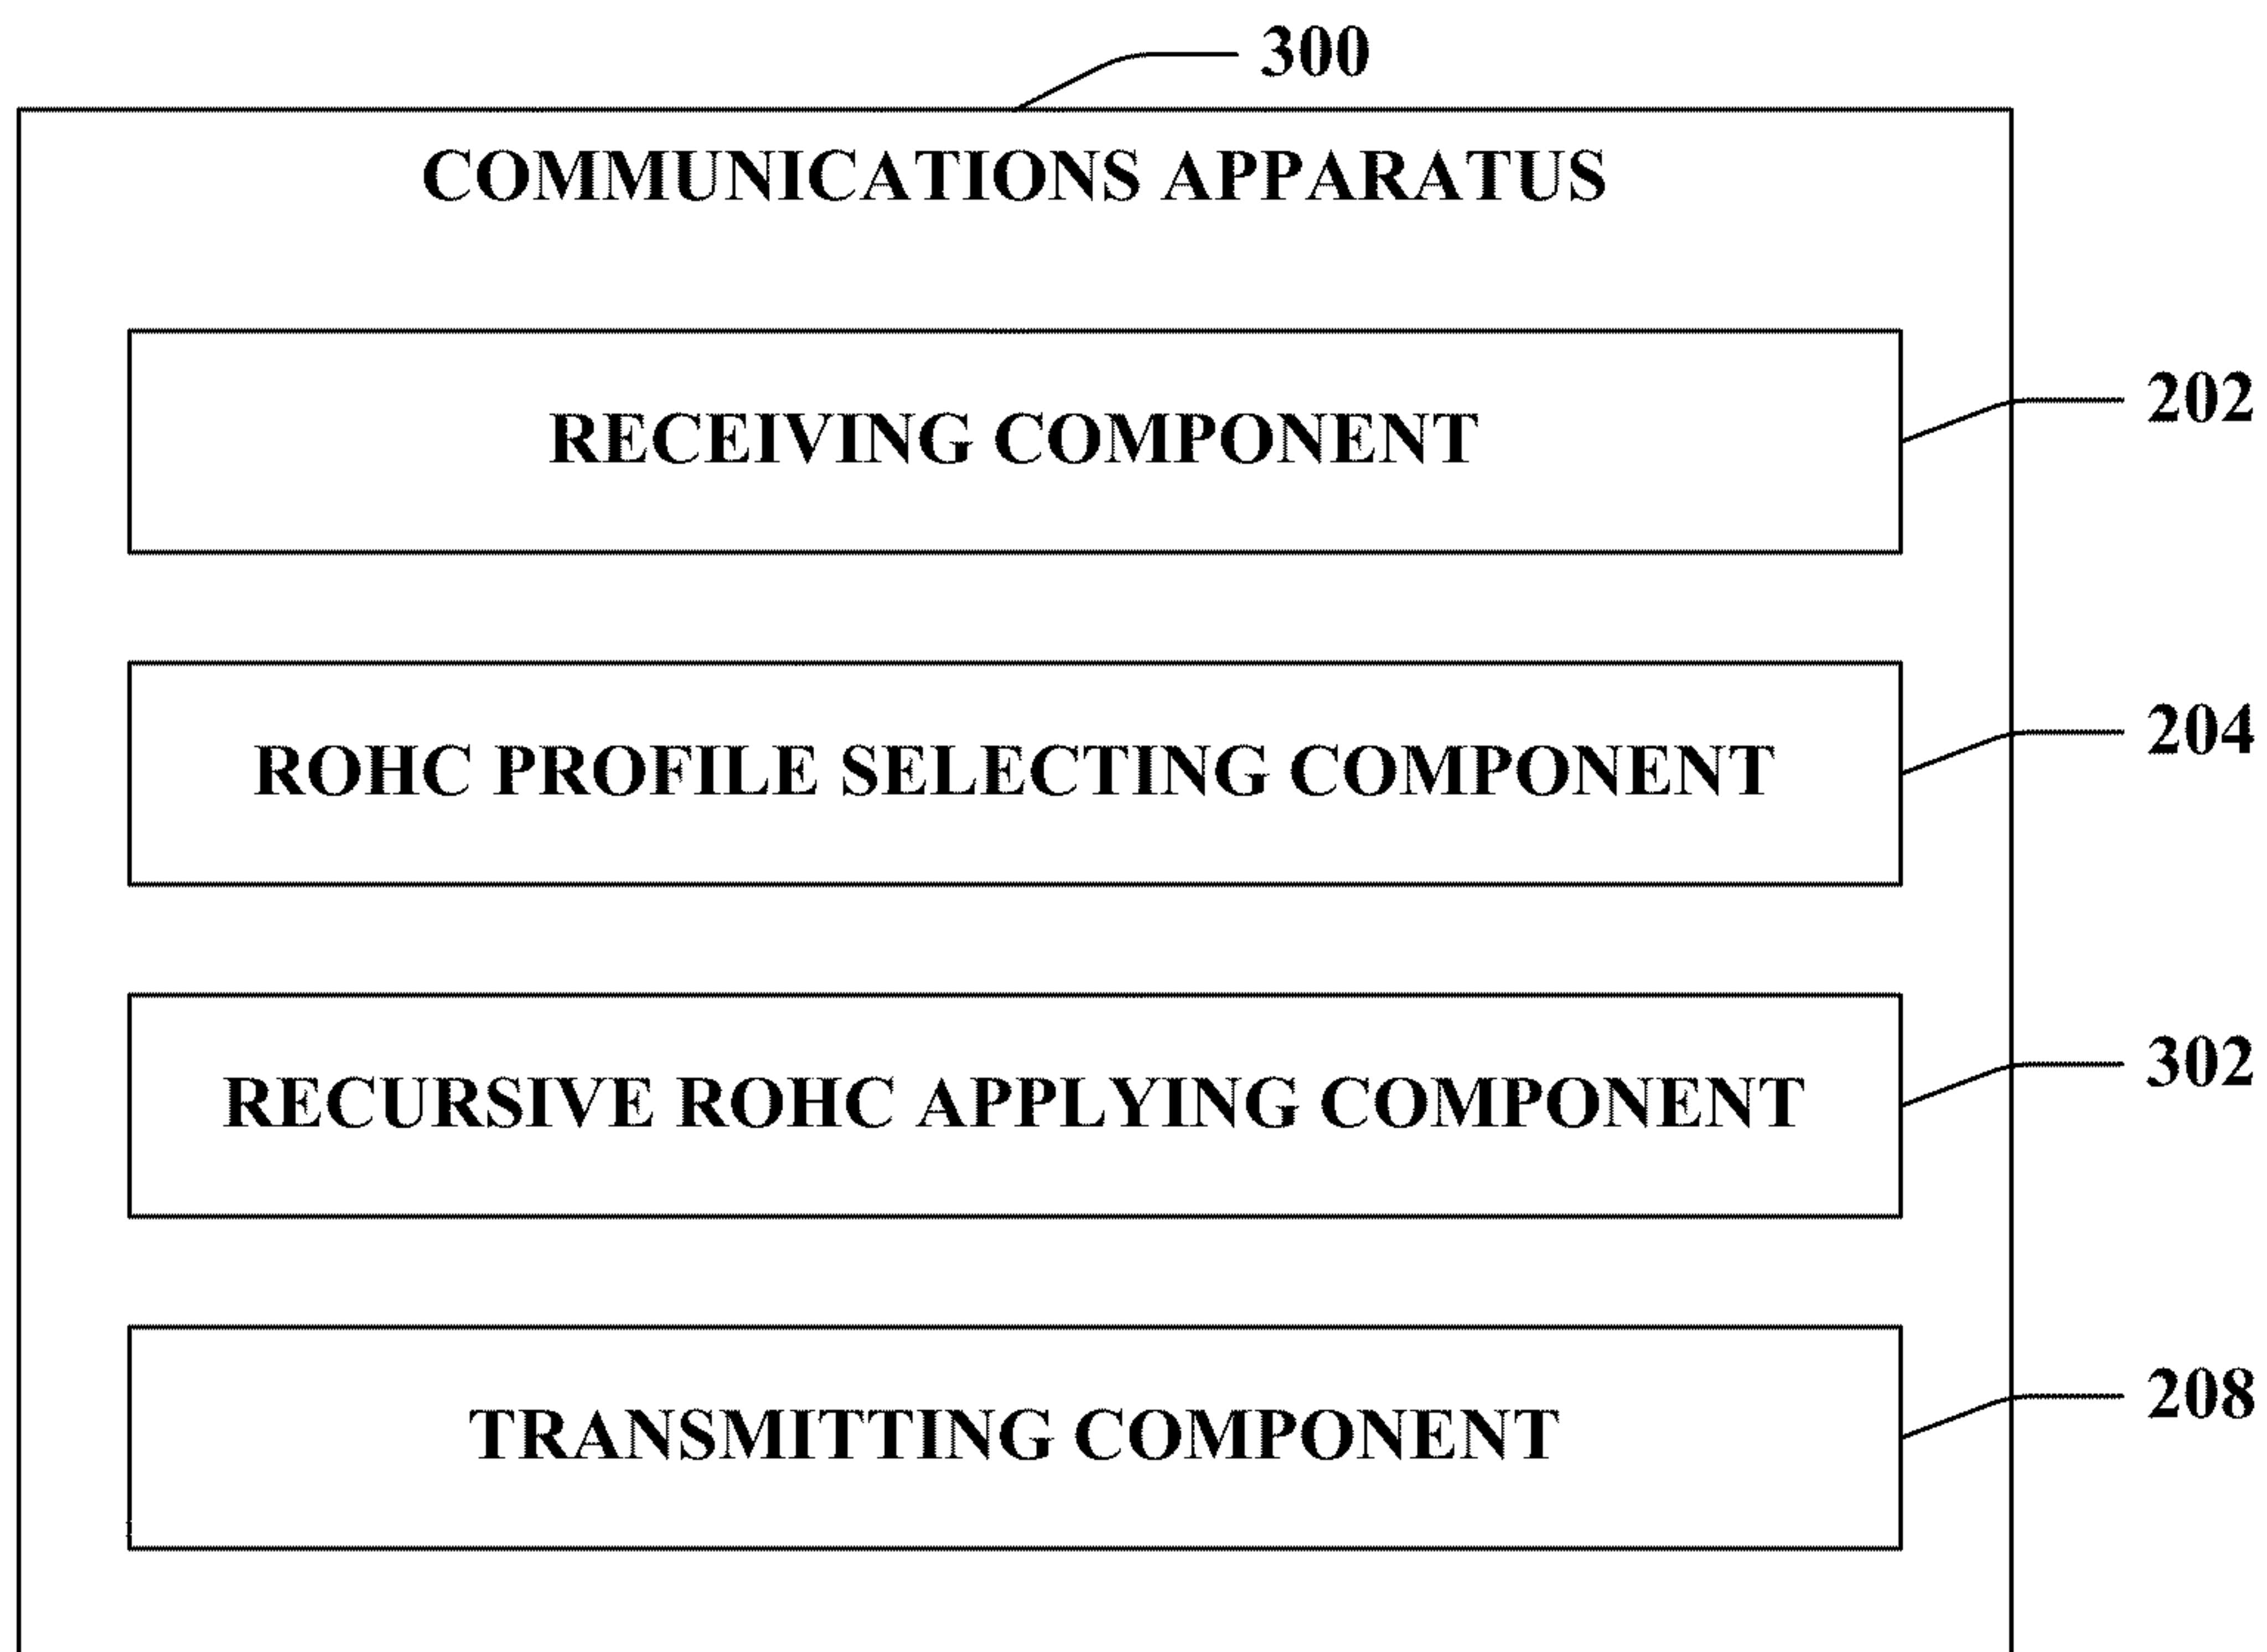 300
COMMUNICATIONS APPARATUS
RECEIVING COMPONENT
202
ROHC PROFILE SELECTING COMPONENT
204
RECURSIVE ROHC APPLYING COMPONENT
302
TRANSMITTING COMPONENT
208